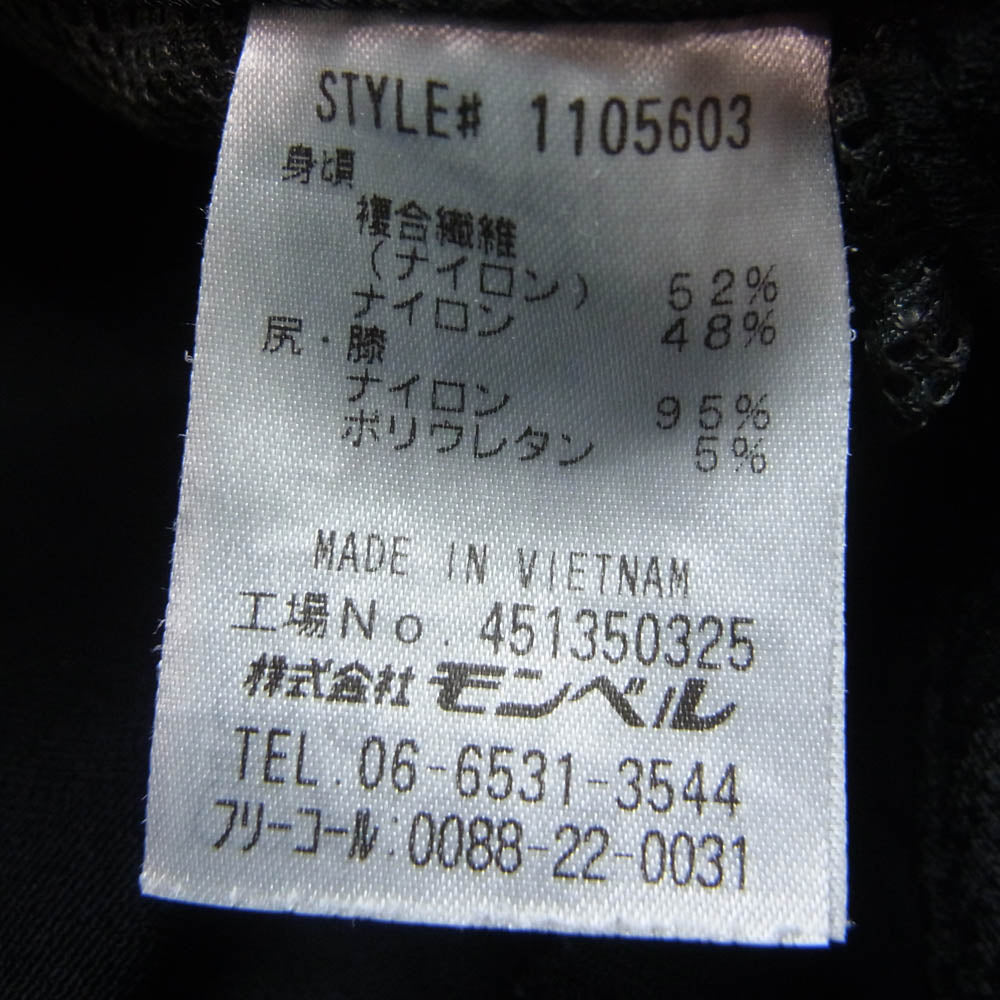 STYLE# 1105603
身頃
複合繊維
(ナイロン) 52%
ナイロン 48%
尻・膝
ナイロン 95%
ポリウレタン 5%
MADE IN VIETNAM
工場No. 451350325
株式会社モンベル
TEL. 06-6531-3544
フリーコール:0088-22-0031